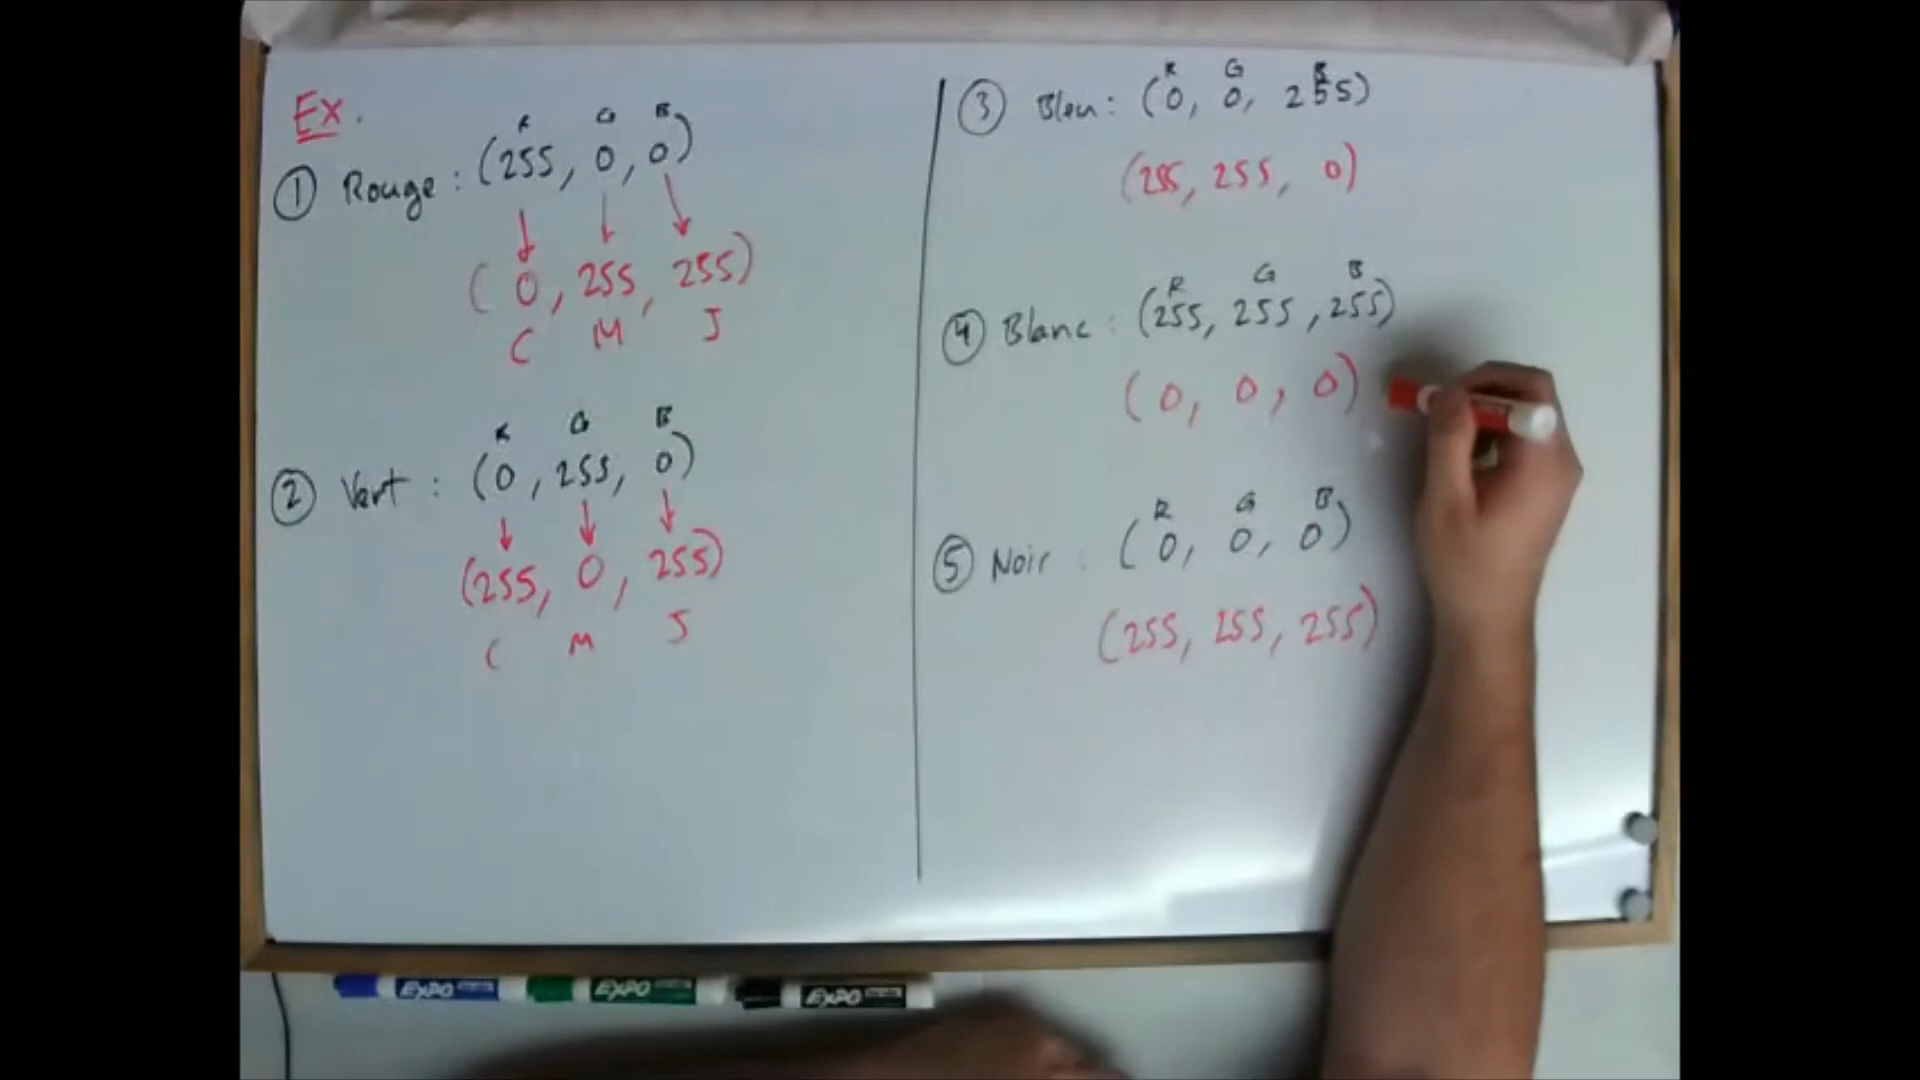 Ex.
R G B
① Rouge : (255, 0, 0)
(0, 255, 255)
C M J
R G B
② Vert : (0, 255, 0)
(255, 0, 255)
C M J
R G B
③ Bleu : (0, 0, 255)
(255, 255, 0)
R G B
④ Blanc : (255, 255, 255)
(0, 0, 0)
R G B
⑤ Noir : (0, 0, 0)
(255, 255, 255)
EXPO
EXPO
EXPO